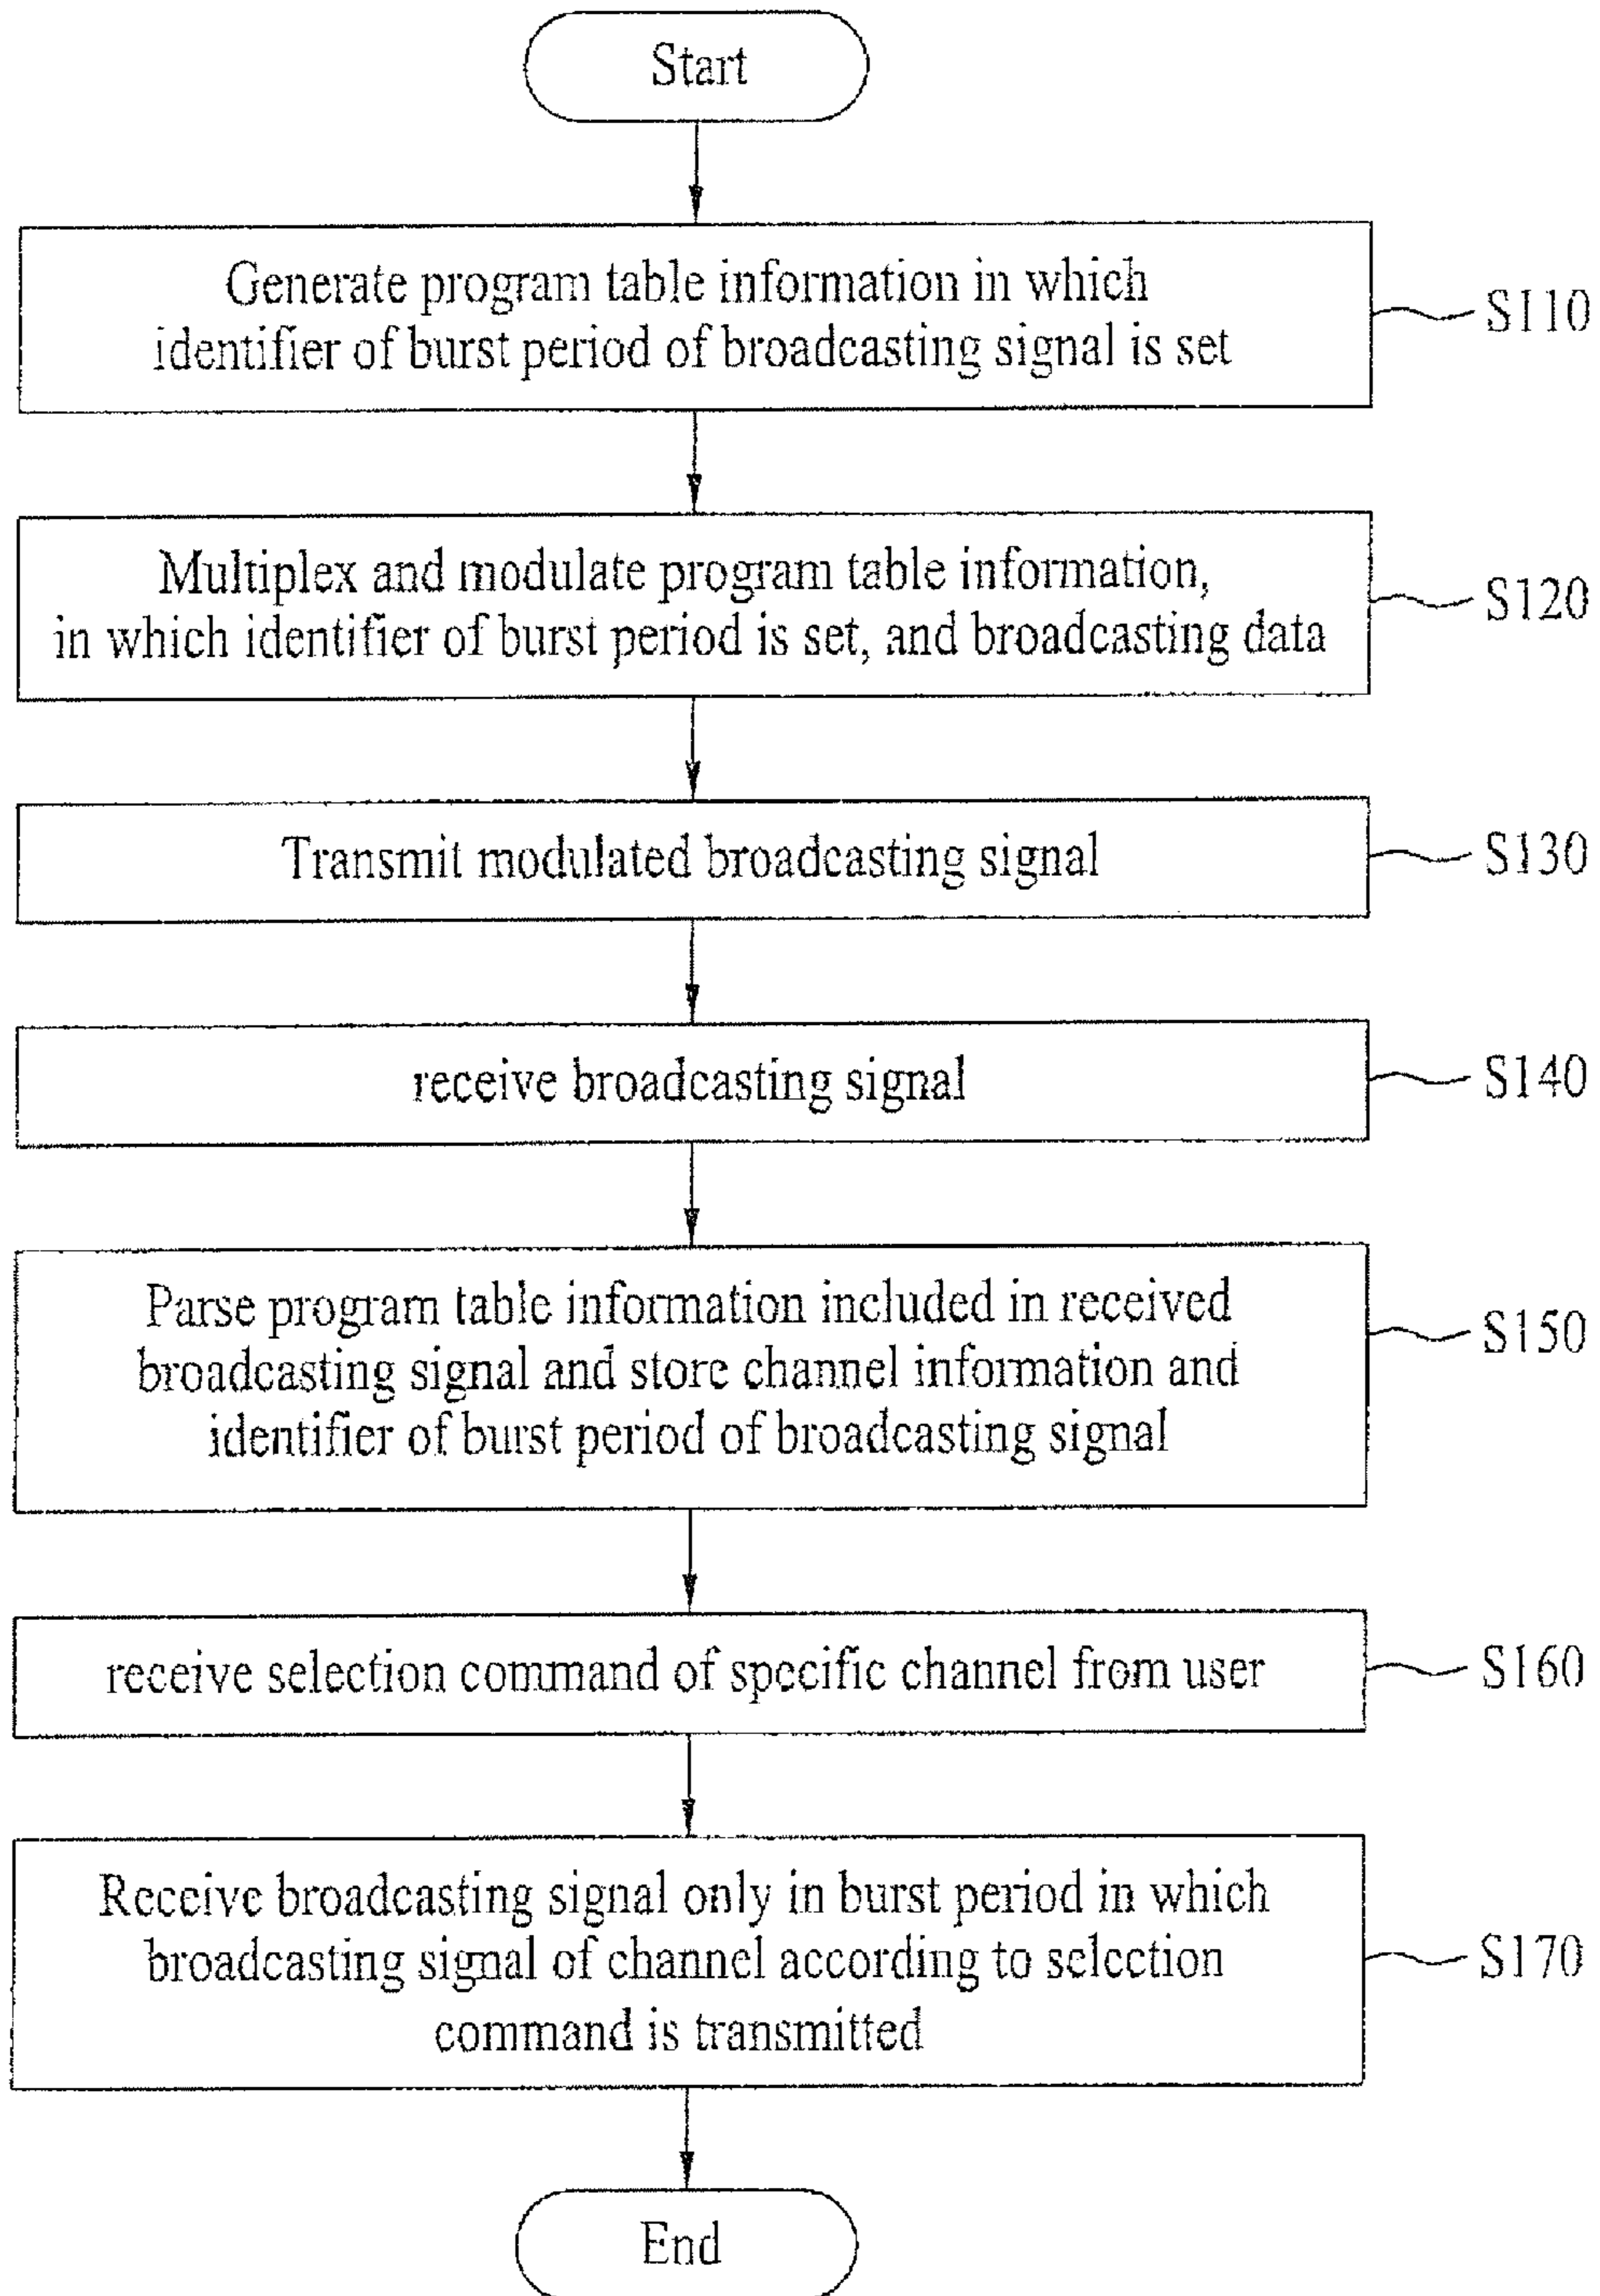 Start
Generate program table information in which
identifier of burst period of broadcasting signal is set
S110
Multiplex and modulate program table information,
in which identifier of burst period is set, and broadcasting data
S120
Transmit modulated broadcasting signal
S130
receive broadcasting signal
S140
Parse program table information included in received
broadcasting signal and store channel information and
identifier of burst period of broadcasting signal
S150
receive selection command of specific channel from user
S160
Receive broadcasting signal only in burst period in which
broadcasting signal of channel according to selection
command is transmitted
S170
End